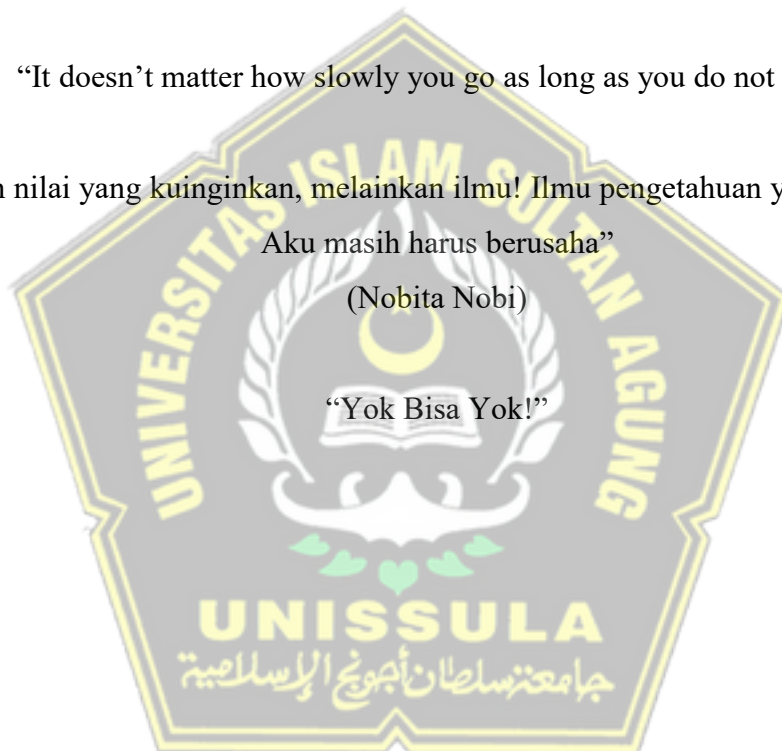 “It doesn’t matter how slowly you go as long as you do not
nilai yang kuinginkan, melainkan ilmu! Ilmu pengetahuan
Aku masih harus berusaha”
(Nobita Nobi)
“Yok Bisa Yok!”
UNIVERSITAS ISLAM SULTAN AGUNG
UNISSULA
جامعة سلطان أجونج الإسلامية